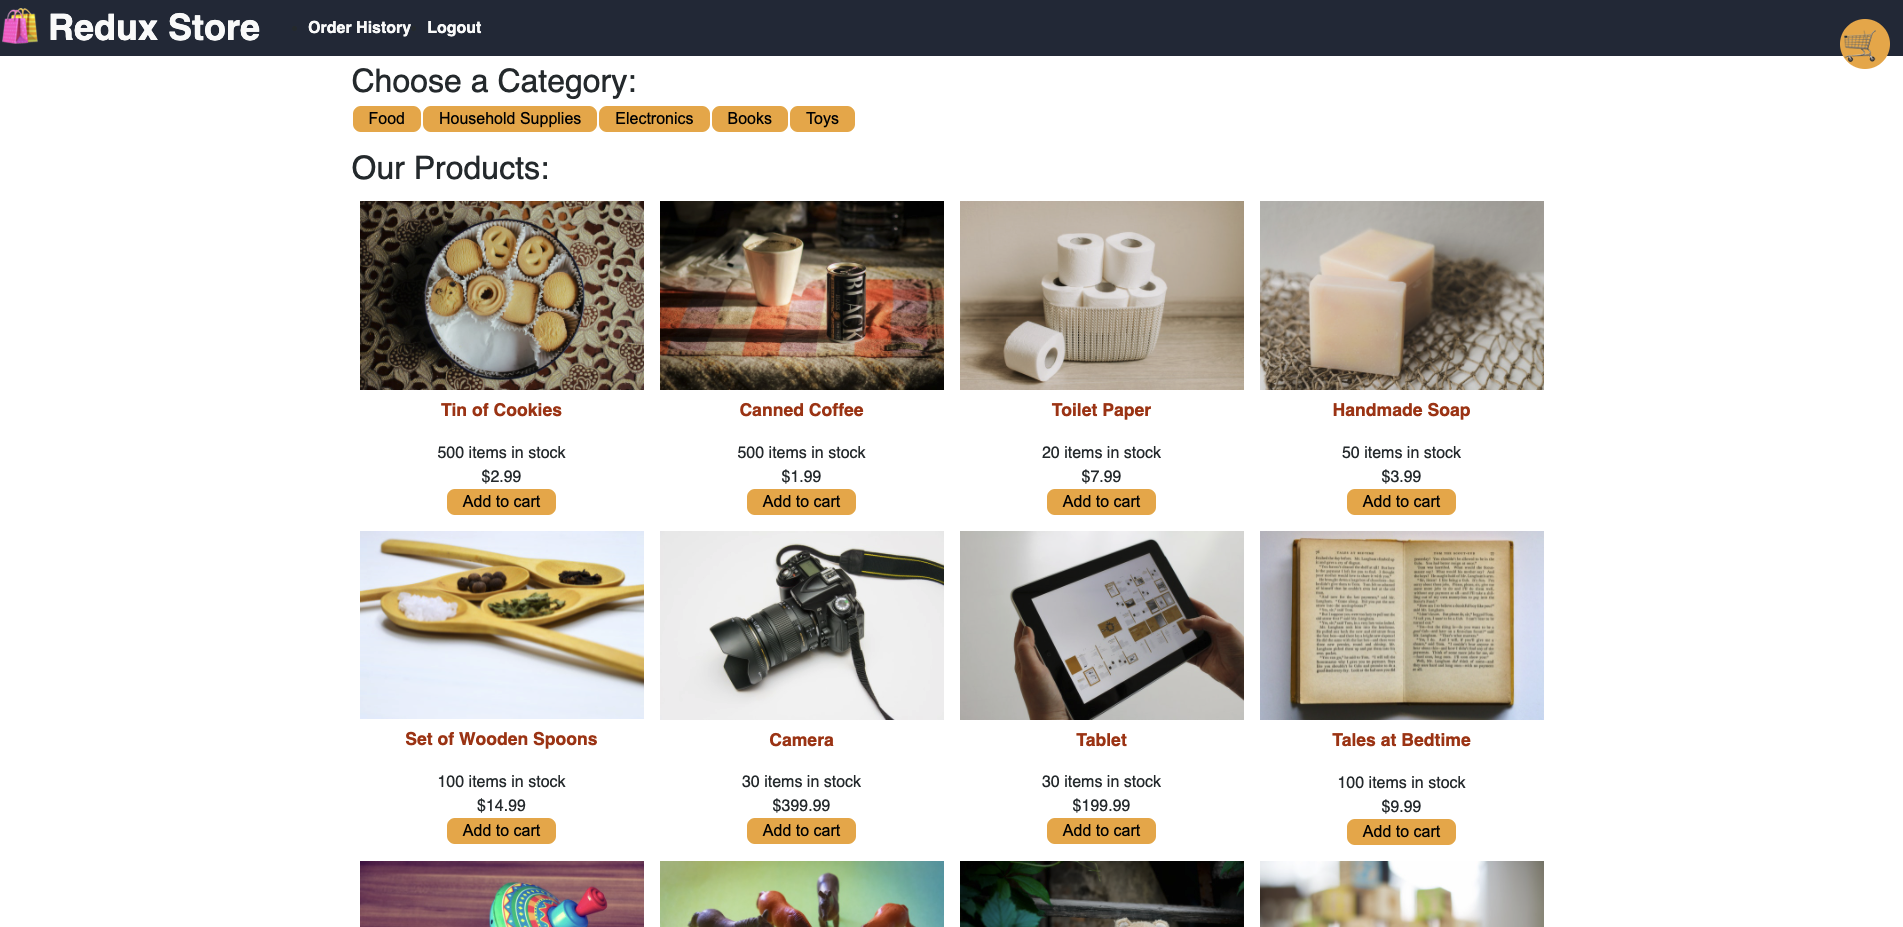 Redux Store
Order History Logout
Choose a Category:
Food Household Supplies Electronics Books Toys
Our Products:
BLACK
Tin of Cookies Canned Coffee Toilet Paper Handmade Soap
500 items in stock 500 items in stock 20 items in stock 50 items in stock
$2.99 $1.99 $7.99 $3.99
Add to cart Add to cart Add to cart Add to cart
Set of Wooden Spoons Camera Tablet Tales at Bedtime
100 items in stock 30 items in stock 30 items in stock 100 items in stock
$14.99 $399.99 $199.99 $9.99
Add to cart Add to cart Add to cart Add to cart